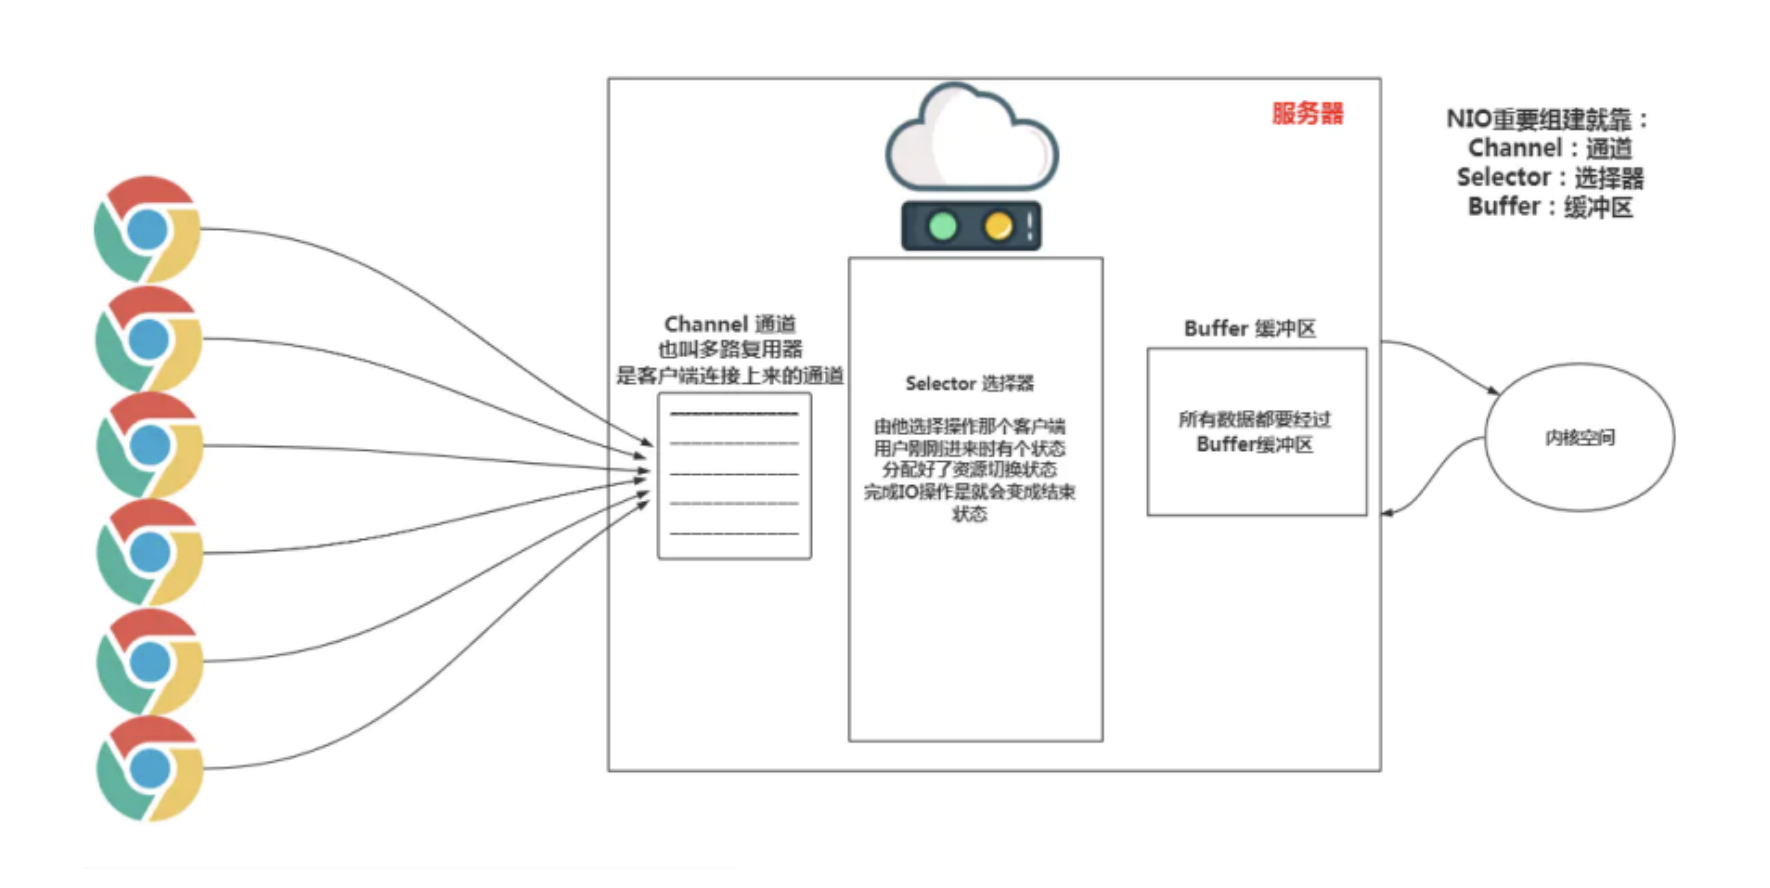 服务器
NIO重要组建就靠：
Channel：通道
Selector：选择器
Buffer：缓冲区
Channel 通道
也叫多路复用器
是客户端连接上来的通道
Selector 选择器
由他选择操作那个客户端
用户刚刚进来时有个状态
分配好了资源切换状态
完成IO操作是就会变成结束
状态
Buffer 缓冲区
所有数据都要经过
Buffer缓冲区
内核空间